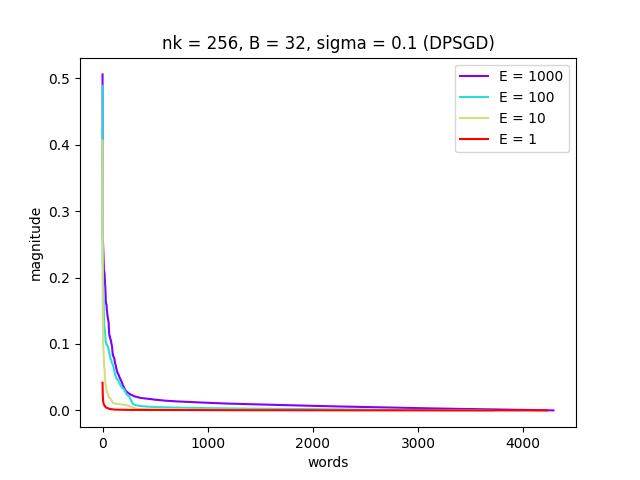 nk = 256, B = 32, sigma = 0.1 (DPSGD)
E = 1000
E = 100
E = 10
E = 1
magnitude
0.5
0.4
0.3
0.2
0.1
0.0
0 1000 2000 3000 4000
words